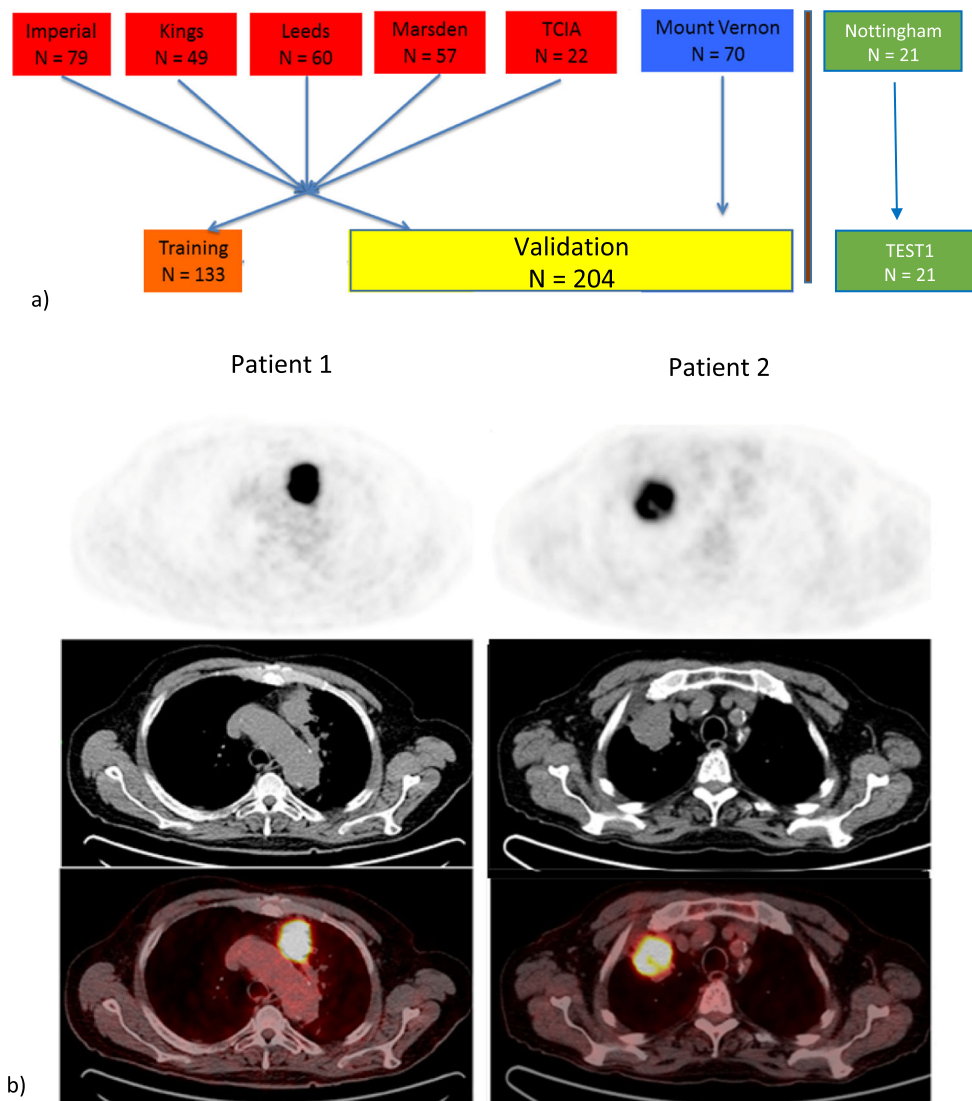 Imperial
N = 79
Kings
N = 49
Leeds
N = 60
Marsden
N = 57
TCIA
N = 22
Mount Vernon
N = 70
Nottingham
N = 21
Training
N = 133
Validation
N = 204
TEST1
N = 21
a)
Patient 1
Patient 2
b)